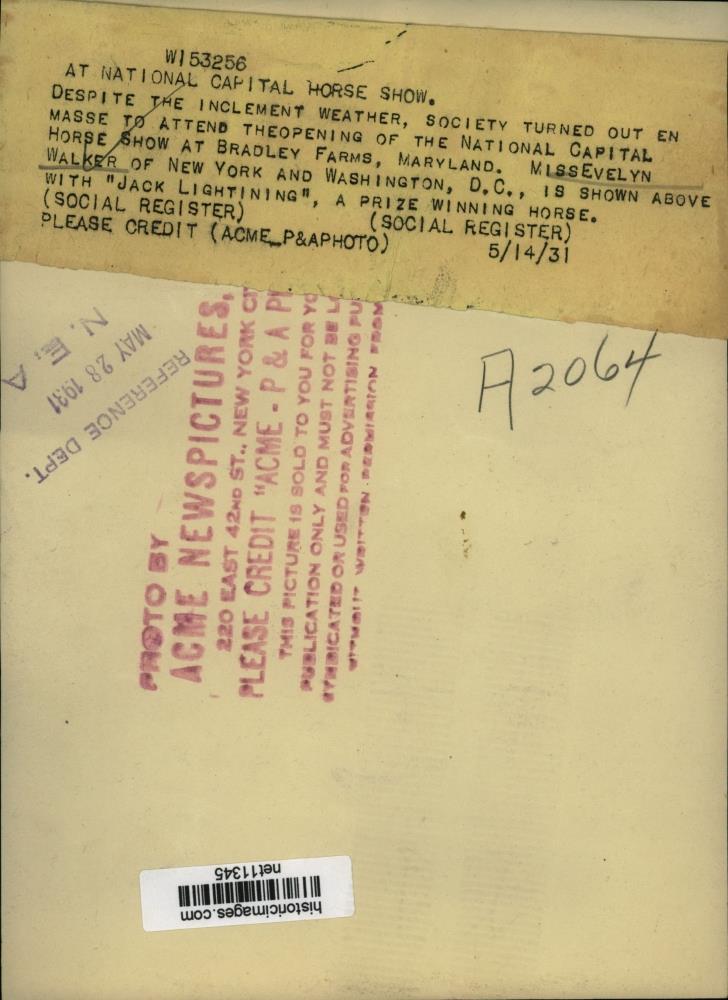 W153256
AT NATIONAL CAPITAL HORSE SHOW.
DESPITE THE INCLEMENT WEATHER, SOCIETY TURNED OUT EN
MASSE TO ATTEND THEOPENING OF THE NATIONAL CAPITAL
HORSE SHOW AT BRADLEY FARMS, MARYLAND. MISSEVELYN
WALKER OF NEW YORK AND WASHINGTON, D.C., IS SHOWN ABOVE
WITH "JACK LIGHTINING", A PRIZE WINNING HORSE.
(SOCIAL REGISTER) (SOCIAL REGISTER)
PLEASE CREDIT (ACME P&APHOTO) 5/14/31
N. E. A
MAY 28 1931
REFERENCE DEPT.
A2064
PHOTO BY
ACME NEWSPICTURES,
220 EAST 42ND ST., NEW YORK
PLEASE CREDIT "ACME - P & A
THIS PICTURE IS SOLD TO YOU FOR
PUBLICATION ONLY AND MUST NOT BE
SYNDICATED OR USED FOR ADVERTISING
WITHOUT WRITTEN PERMISSION FROM
historicimages.com
net11345